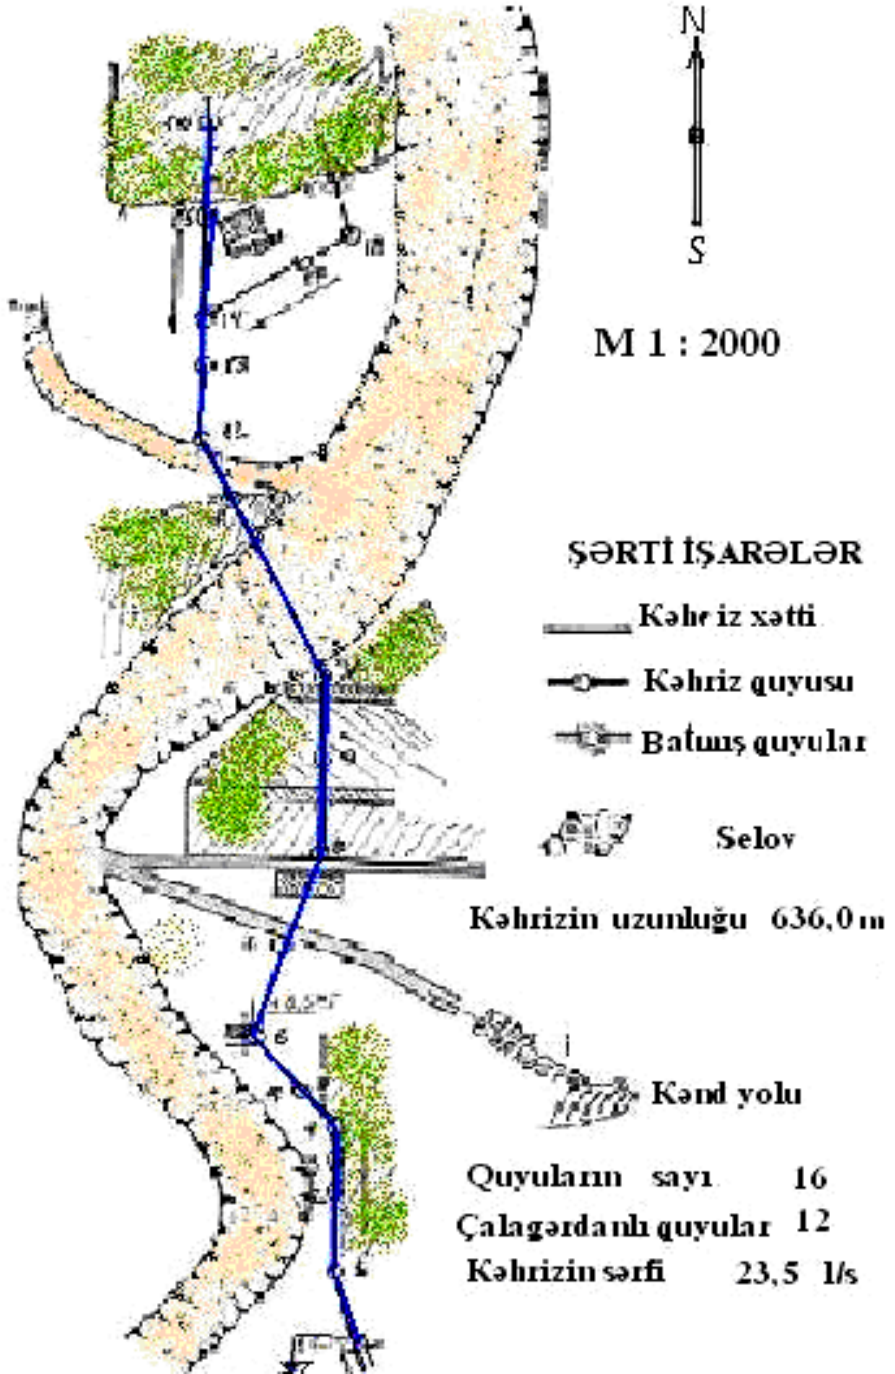 N
S
M 1 : 2000
ŞƏRTİ İŞARƏLƏR
Kəhriz xətti
Kəhriz quyusu
Batmış quyular
Selov
Kəhrizin uzunluğu 636,0 m
Kənd yolu
Quyuların sayı 16
Çalagərdanlı quyular 12
Kəhrizin sərfi 23,5 l/s